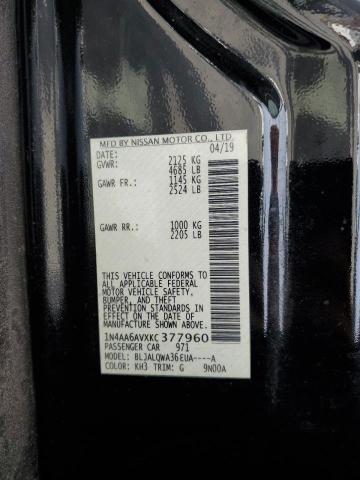 MFD BY NISSAN MOTOR CO., LTD.
DATE: 04/19
GVWR: 2125 KG
4685 LB
GAWR FR.: 1145 KG
2524 LB
GAWR RR.: 1000 KG
2205 LB
THIS VEHICLE CONFORMS TO
ALL APPLICABLE FEDERAL
MOTOR VEHICLE SAFETY,
BUMPER, AND THEFT
PREVENTION STANDARDS
IN EFFECT ON THE DATE OF
MANUFACTURE SHOWN ABOVE.
1N4AA6AVXKC377960
PASSENGER CAR 971
MODEL: BLJALQWA36EUA----A
COLOR: KH3 TRIM: G 9N00A